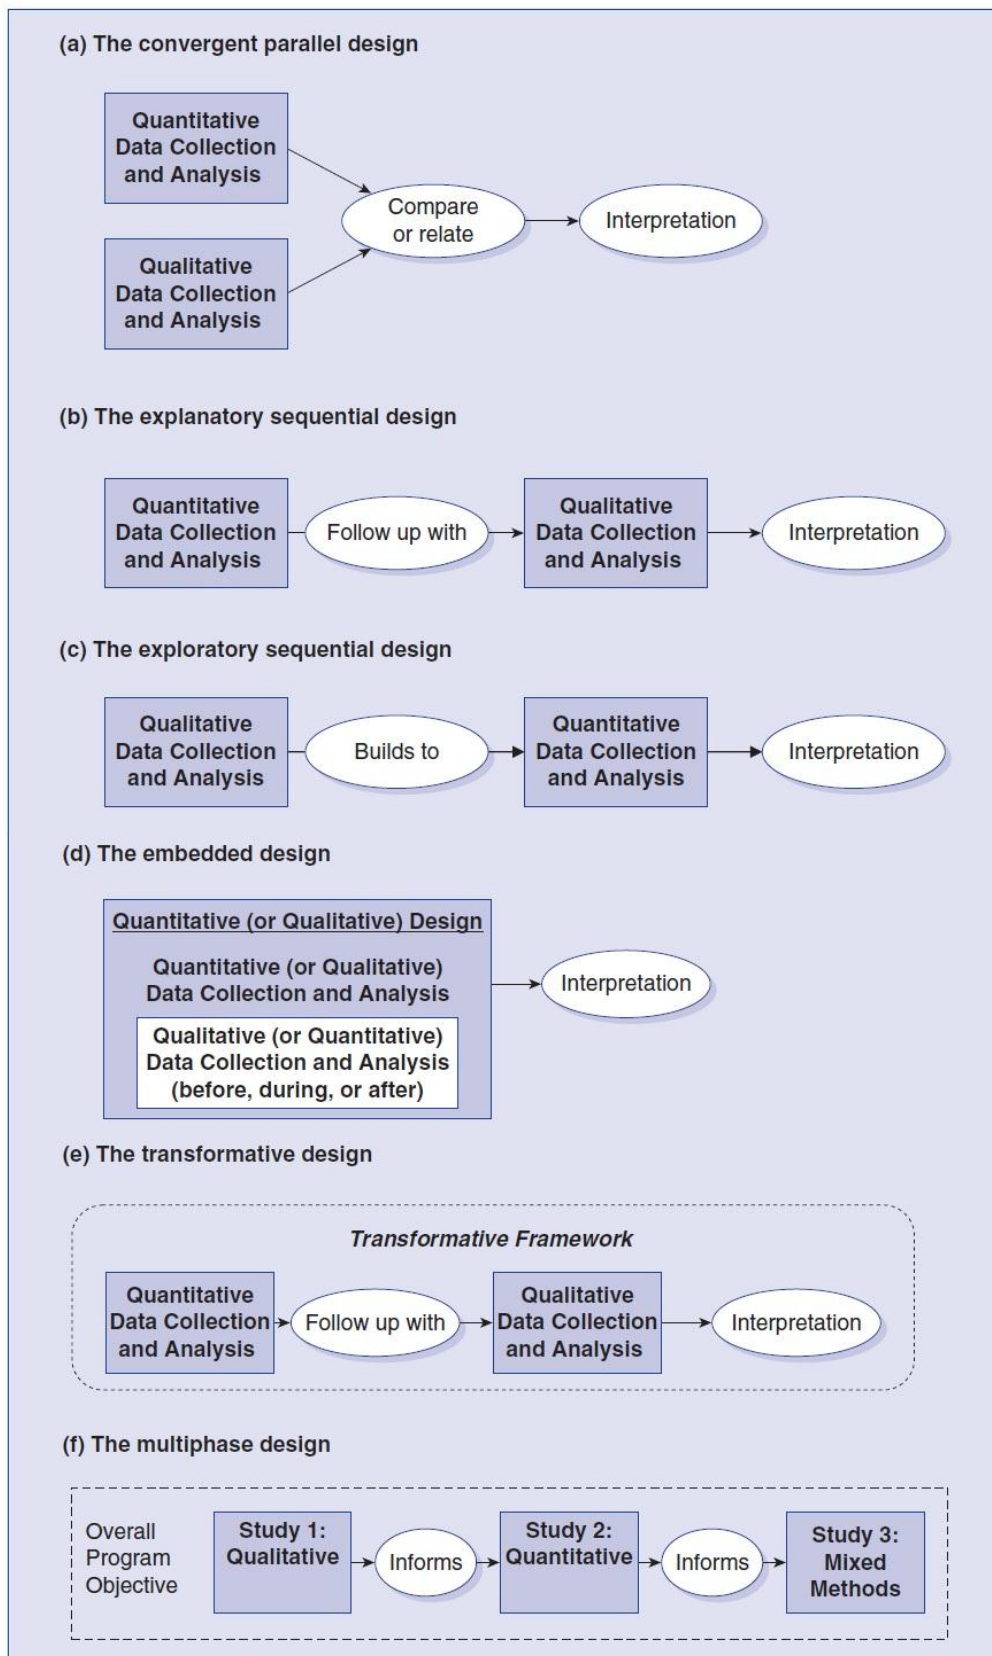 (a) The convergent parallel design
Quantitative
Data Collection
and Analysis
Compare
or relate
Interpretation
Qualitative
Data Collection
and Analysis
(b) The explanatory sequential design
Quantitative
Data Collection
and Analysis
Follow up with
Qualitative
Data Collection
and Analysis
Interpretation
(c) The exploratory sequential design
Qualitative
Data Collection
and Analysis
Builds to
Quantitative
Data Collection
and Analysis
Interpretation
(d) The embedded design
Quantitative (or Qualitative) Design
Quantitative (or Qualitative)
Data Collection and Analysis
Qualitative (or Quantitative)
Data Collection and Analysis
(before, during, or after)
Interpretation
(e) The transformative design
Transformative Framework
Quantitative
Data Collection
and Analysis
Follow up with
Qualitative
Data Collection
and Analysis
Interpretation
(f) The multiphase design
Overall
Program
Objective
Study 1:
Qualitative
Informs
Study 2:
Quantitative
Informs
Study 3:
Mixed
Methods